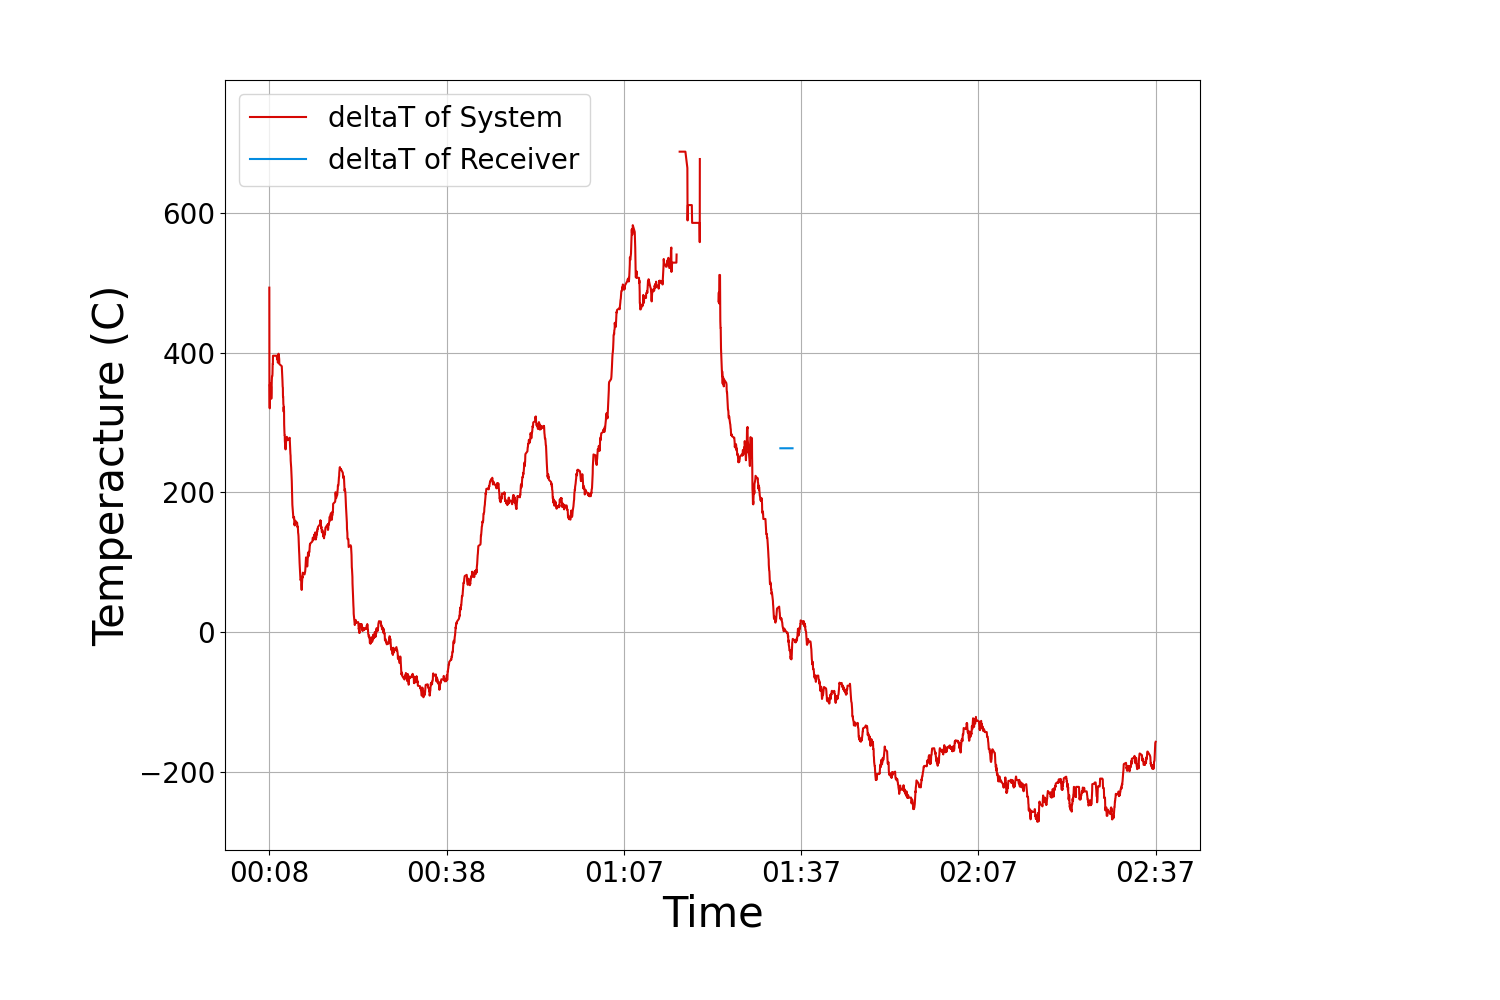 deltaT of System
deltaT of Receiver
600
400
200
0
−200
Temperacture (C)
00:08 00:38 01:07 01:37 02:07 02:37
Time